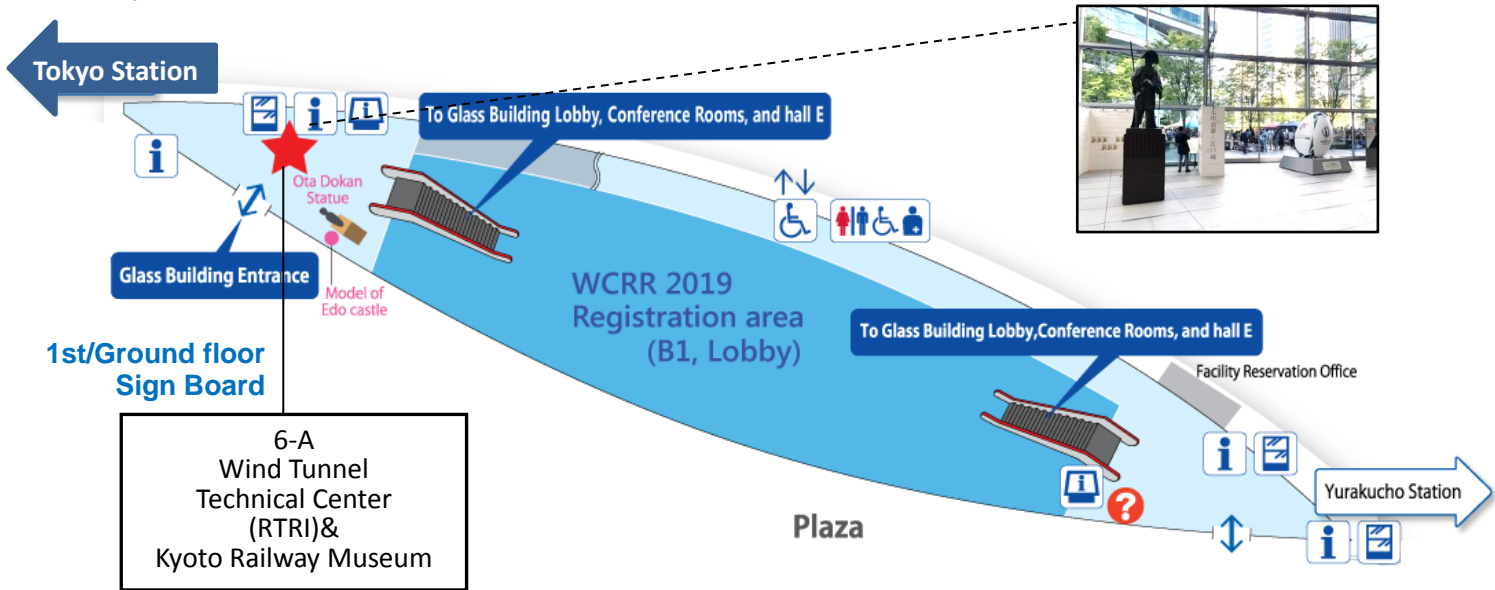 Tokyo Station
To Glass Building Lobby, Conference Rooms, and hall E
Ota Dokan
Statue
Glass Building Entrance
Model of
Edo castle
WCRR 2019
Registration area
(B1, Lobby)
To Glass Building Lobby,Conference Rooms, and hall E
Facility Reservation Office
1st/Ground floor
Sign Board
6-A
Wind Tunnel
Technical Center
(RTRI)&
Kyoto Railway Museum
Plaza
?
Yurakucho Station